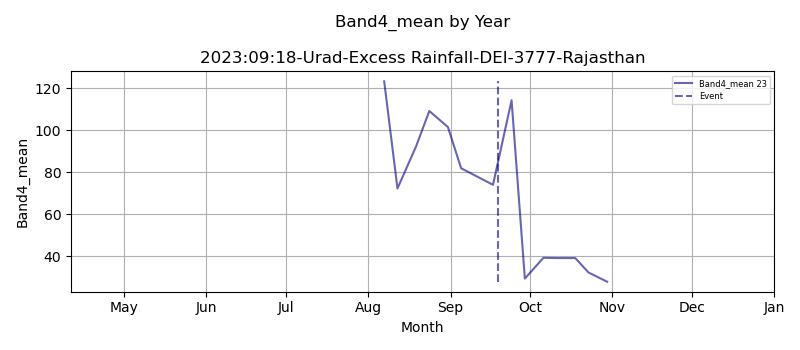 Band4_mean by Year
2023:09:18-Urad-Excess Rainfall-DEI-3777-Rajasthan
Band4_mean 23
Event
120
100
80
60
40
Band4_mean
May Jun Jul Aug Sep Oct Nov Dec Jan
Month